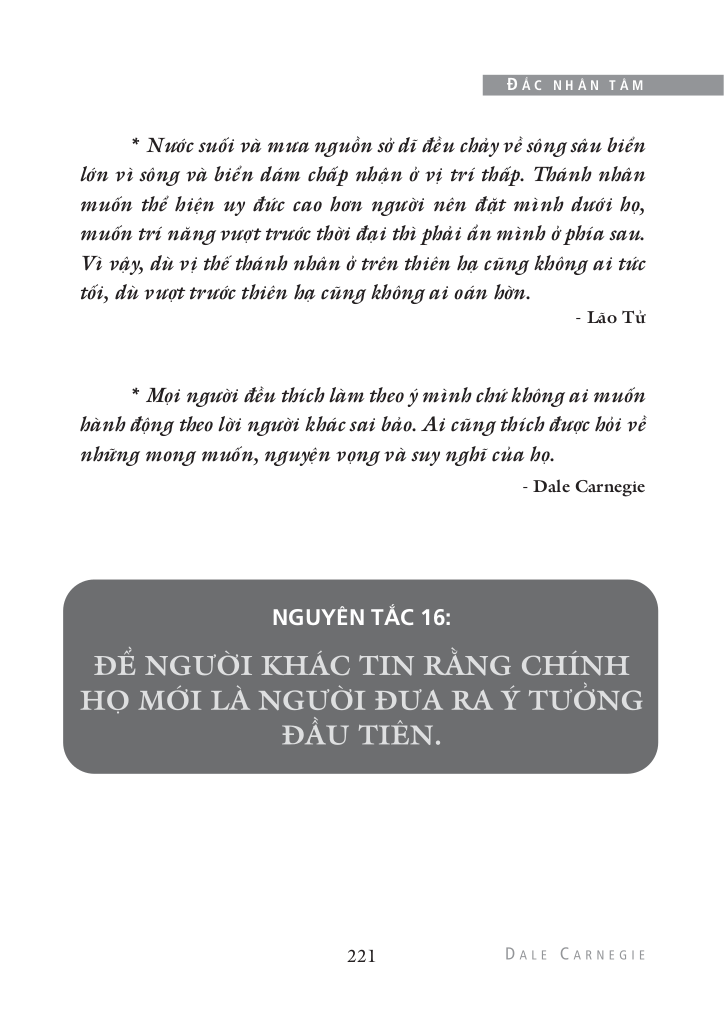 ĐẮC NHÂN TÂM
* Nước suối và mưa nguồn sở dĩ đều chảy về sông sâu biển
lớn vì sông và biển dám chấp nhận ở vị trí thấp. Thánh nhân
muốn thể hiện uy đức cao hơn người nên đặt mình dưới họ,
muốn trí năng vượt trước thời đại thì phải ẩn mình ở phía sau.
Vì vậy, dù vị thế thánh nhân ở trên thiên hạ cũng không ai tức
tối, dù vượt trước thiên hạ cũng không ai oán hờn.
- Lão Tử
* Mọi người đều thích làm theo ý mình chứ không ai muốn
hành động theo lời người khác sai bảo. Ai cũng thích được hỏi về
những mong muốn, nguyện vọng và suy nghĩ của họ.
- Dale Carnegie
NGUYÊN TẮC 16:
ĐỂ NGƯỜI KHÁC TIN RẰNG CHÍNH
HỌ MỚI LÀ NGƯỜI ĐƯA RA Ý TƯỞNG
ĐẦU TIÊN.
221
DALE CARNEGIE